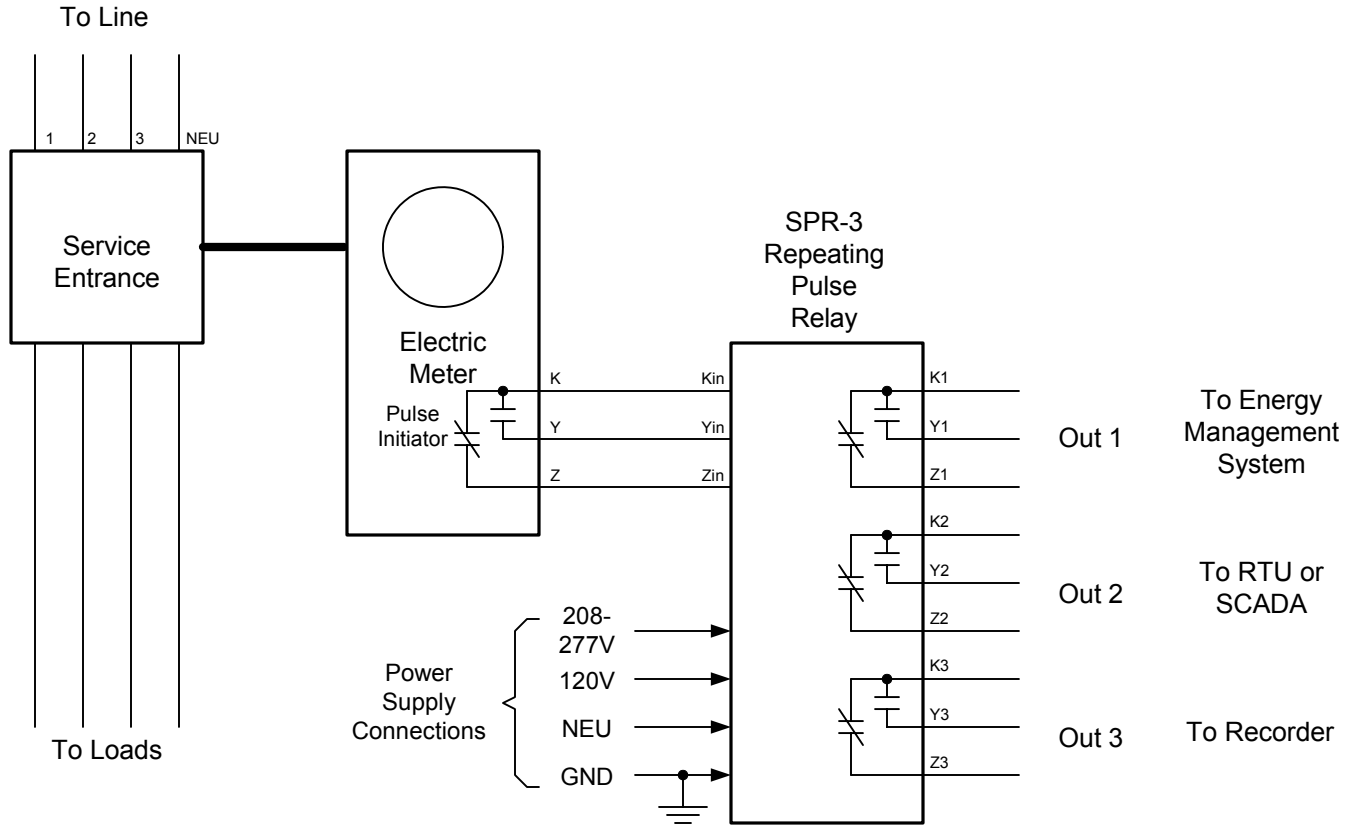 To Line
1
2
3
NEU
Service
Entrance
To Loads
Electric
Meter
Pulse
Initiator
K
Y
Z
SPR-3
Repeating
Pulse
Relay
Kin
Yin
Zin
K1
Y1
Z1
Out 1
To Energy
Management
System
K2
Y2
Z2
Out 2
To RTU or
SCADA
K3
Y3
Z3
Out 3
To Recorder
Power
Supply
Connections
208-
277V
120V
NEU
GND